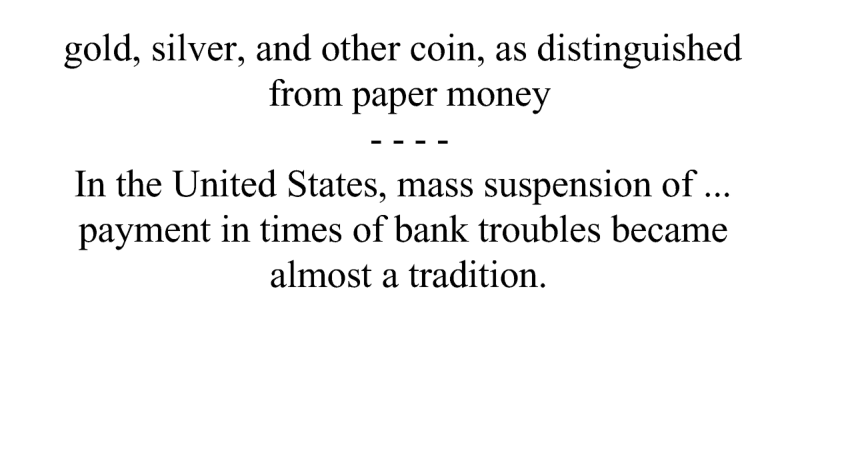 gold, silver, and other coin, as distinguished
from paper money
- - - -
In the United States, mass suspension of ...
payment in times of bank troubles became
almost a tradition.